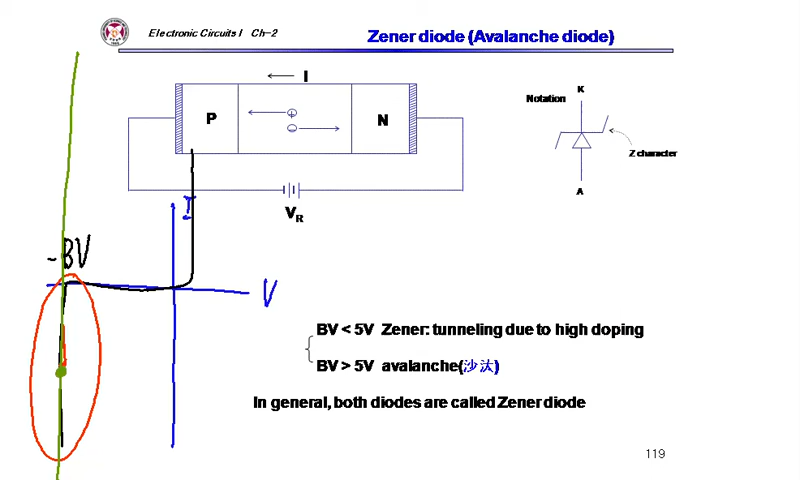 Electronic Circuits I Ch-2
Zener diode (Avalanche diode)
I
P
N
V_R
Notation
K
Z character
A
I
-BV
V
BV < 5V Zener: tunneling due to high doping
BV > 5V avalanche(沙汰)
In general, both diodes are called Zener diode
119